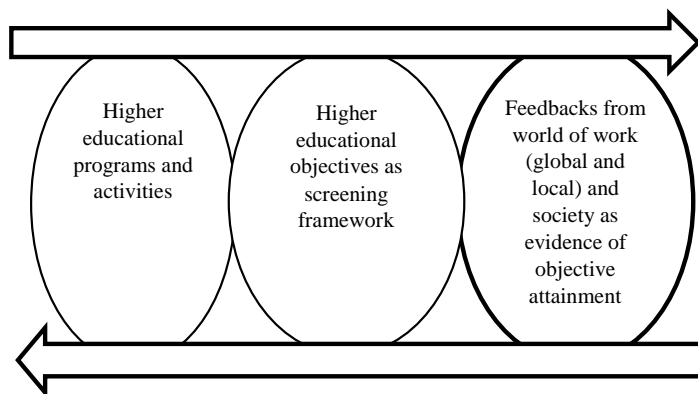 Higher
educational
programs and
activities
Higher
educational
objectives as
screening
framework
Feedbacks from
world of work
(global and
local) and
society as
evidence of
objective
attainment